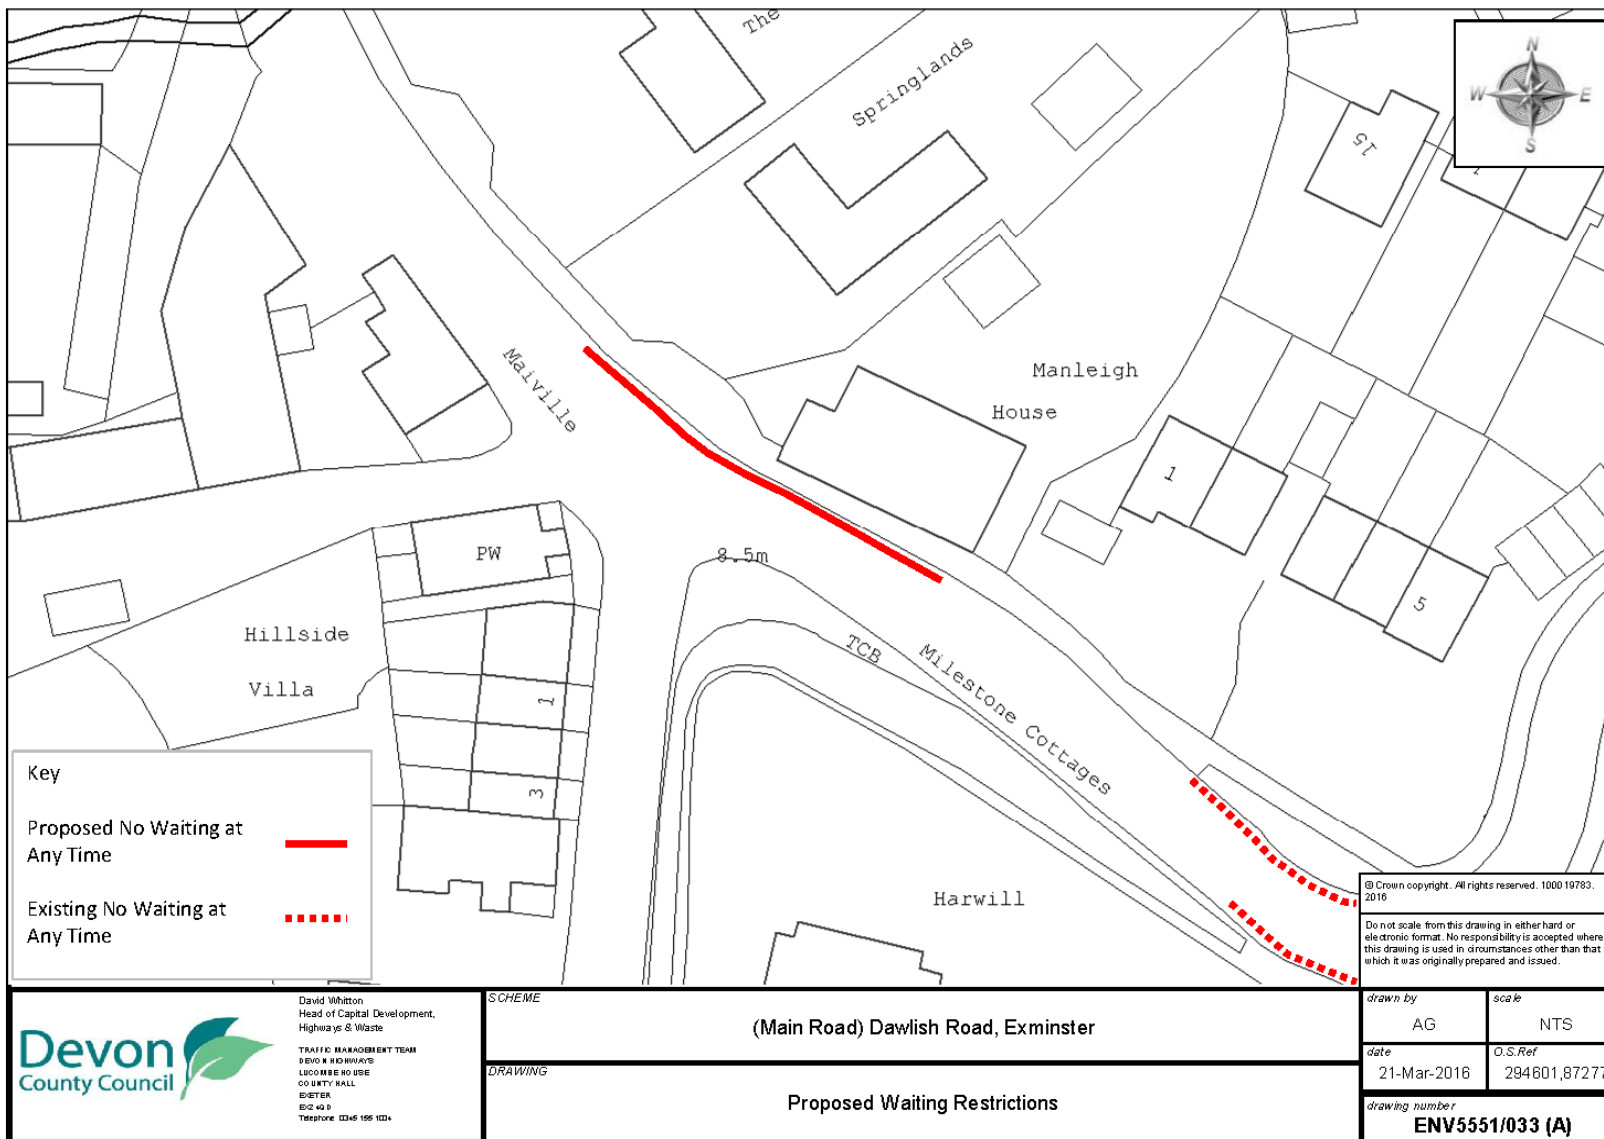 The
Springlands
N
W
E
S
15
Maiville
Manleigh
House
1
PW
8.5m
5
Hillside
Villa
TCB
Milestone Cottages
1
3
Harwill
Key
Proposed No Waiting at
Any Time
Existing No Waiting at
Any Time
© Crown copyright. All rights reserved. 100019783.
2016
Do not scale from this drawing in either hard or
electronic format. No responsibility is accepted where
this drawing is used in circumstances other than that
which it was originally prepared and issued.
Devon
County Council
David Whitton
Head of Capital Development,
Highways & Waste
TRAFFIC MANAGEMENT TEAM
DEVON HIGHWAYS
LUCOMBE HOUSE
COUNTY HALL
EXETER
Telephone 0345 155 1004
SCHEME
(Main Road) Dawlish Road, Exminster
DRAWING
Proposed Waiting Restrictions
drawn by
AG
scale
NTS
date
21-Mar-2016
O.S.Ref
294601,87277
drawing number
ENV5551/033 (A)